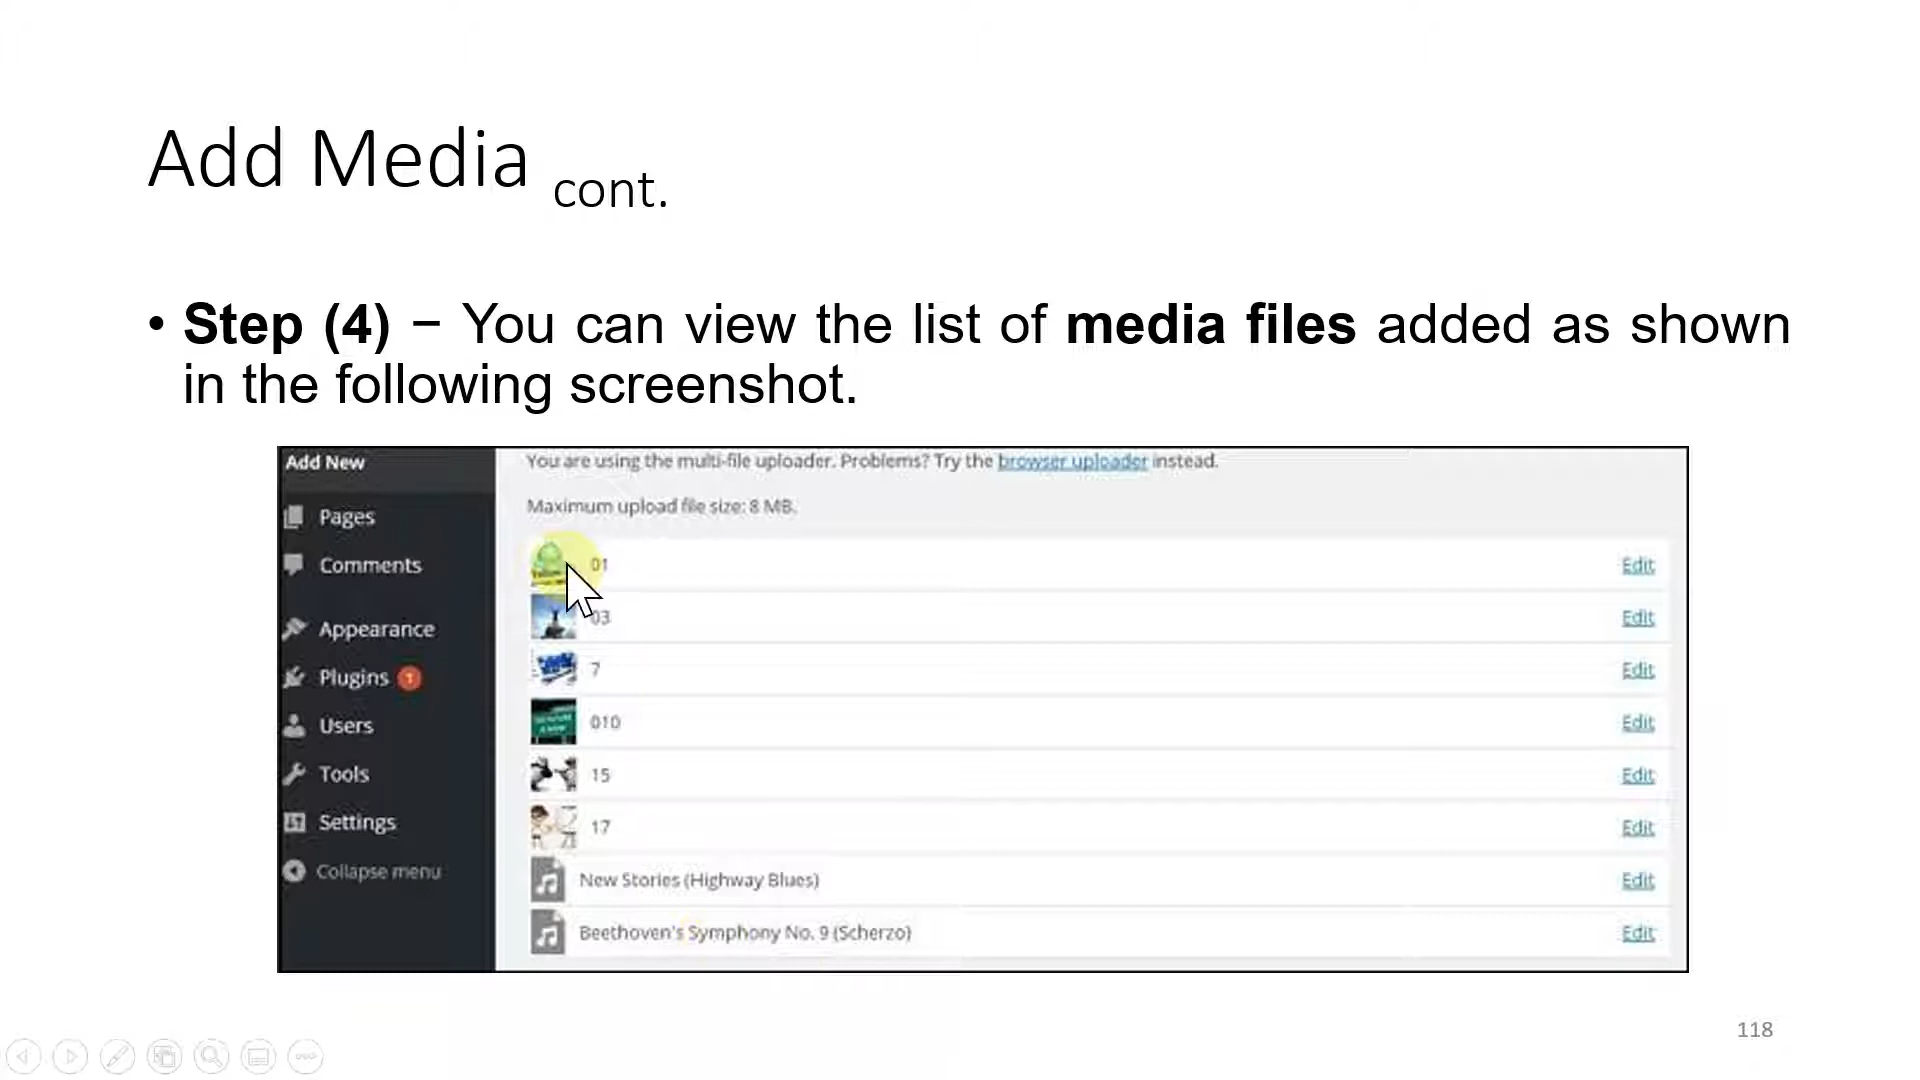 Add Media cont.
• Step (4) − You can view the list of media files added as shown
in the following screenshot.
Add New
Pages
Comments
Appearance
Plugins 1
Users
Tools
Settings
Collapse menu
You are using the multi-file uploader. Problems? Try the browser uploader instead.
Maximum upload file size: 8 MB.
01 Edit
03 Edit
7 Edit
010 Edit
15 Edit
17 Edit
New Stories (Highway Blues) Edit
Beethoven's Symphony No. 9 (Scherzo) Edit
118